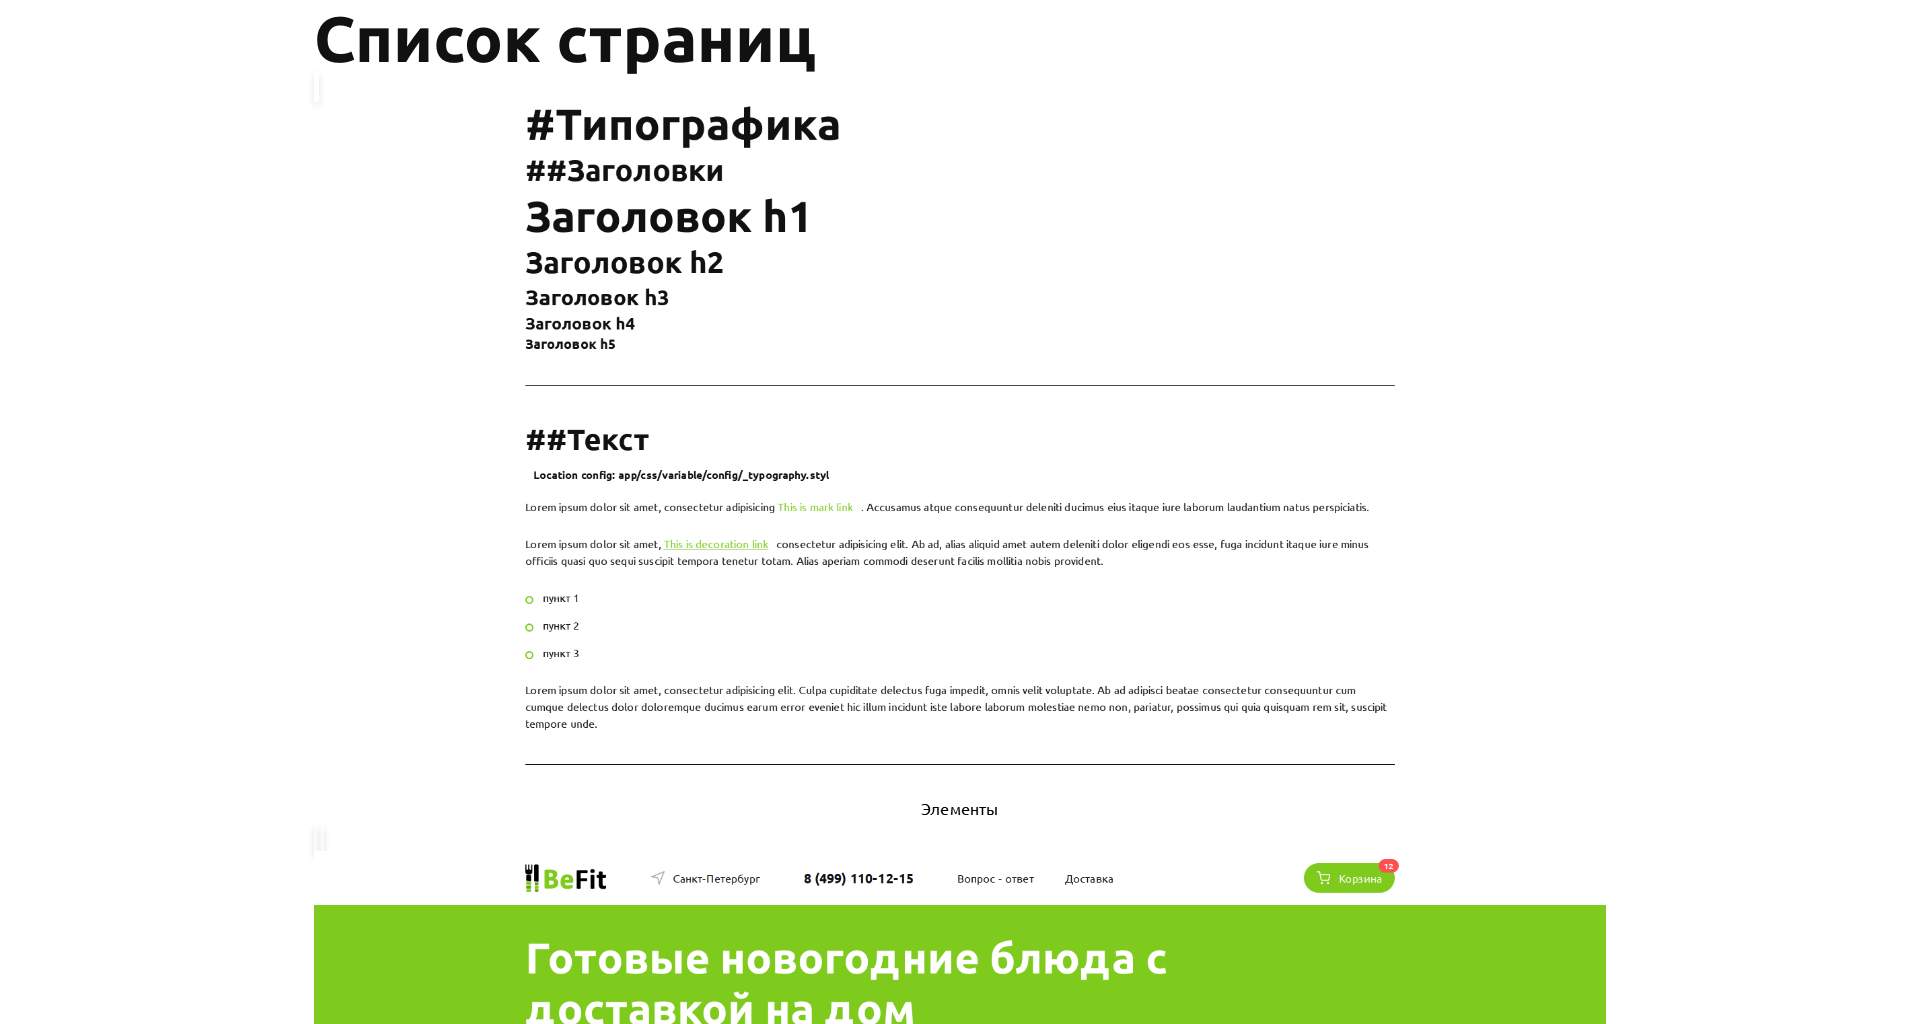 Список страниц
#Типографика
##Заголовки
Заголовок h1
Заголовок h2
Заголовок h3
Заголовок h4
Заголовок h5
##Текст
Location config: app/css/variable/config/_typography.styl
Lorem ipsum dolor sit amet, consectetur adipisicing This is mark link . Accusamus atque consequuntur deleniti ducimus eius itaque iure laborum laudantium natus perspiciatis.
Lorem ipsum dolor sit amet, This is decoration link consectetur adipisicing elit. Ab ad, alias aliquid amet autem deleniti dolor eligendi eos esse, fuga incidunt itaque iure minus
officiis quasi quo sequi suscipit tempora tenetur totam. Alias aperiam commodi deserunt facilis mollitia nobis provident.
пункт 1
пункт 2
пункт 3
Lorem ipsum dolor sit amet, consectetur adipisicing elit. Culpa cupiditate delectus fuga impedit, omnis velit voluptate. Ab ad adipisci beatae consectetur consequuntur cum
cumque delectus dolor doloremque ducimus earum error eveniet hic illum incidunt iste labore laborum molestiae nemo non, pariatur, possimus qui quia quisquam rem sit, suscipit
tempore unde.
Элементы
BeFit Санкт-Петербург 8 (499) 110-12-15 Вопрос - ответ Доставка Корзина 12
Готовые новогодние блюда с
доставкой на дом